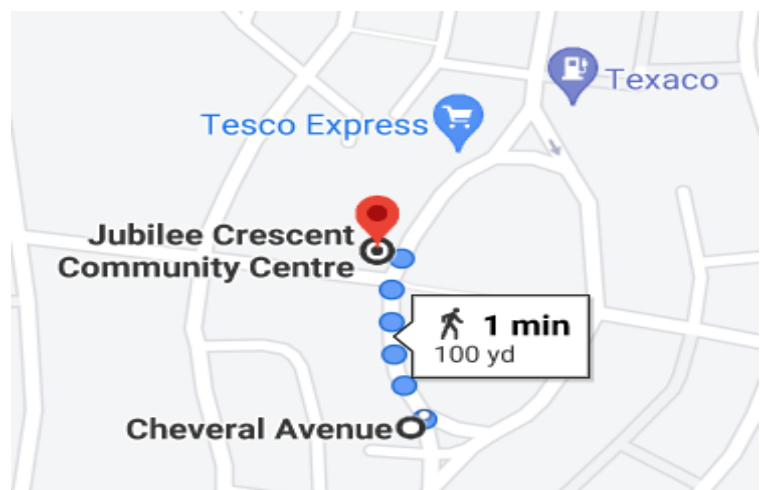 Texaco
Tesco Express
Jubilee Crescent
Community Centre
1 min
100 yd
Cheveral Avenue